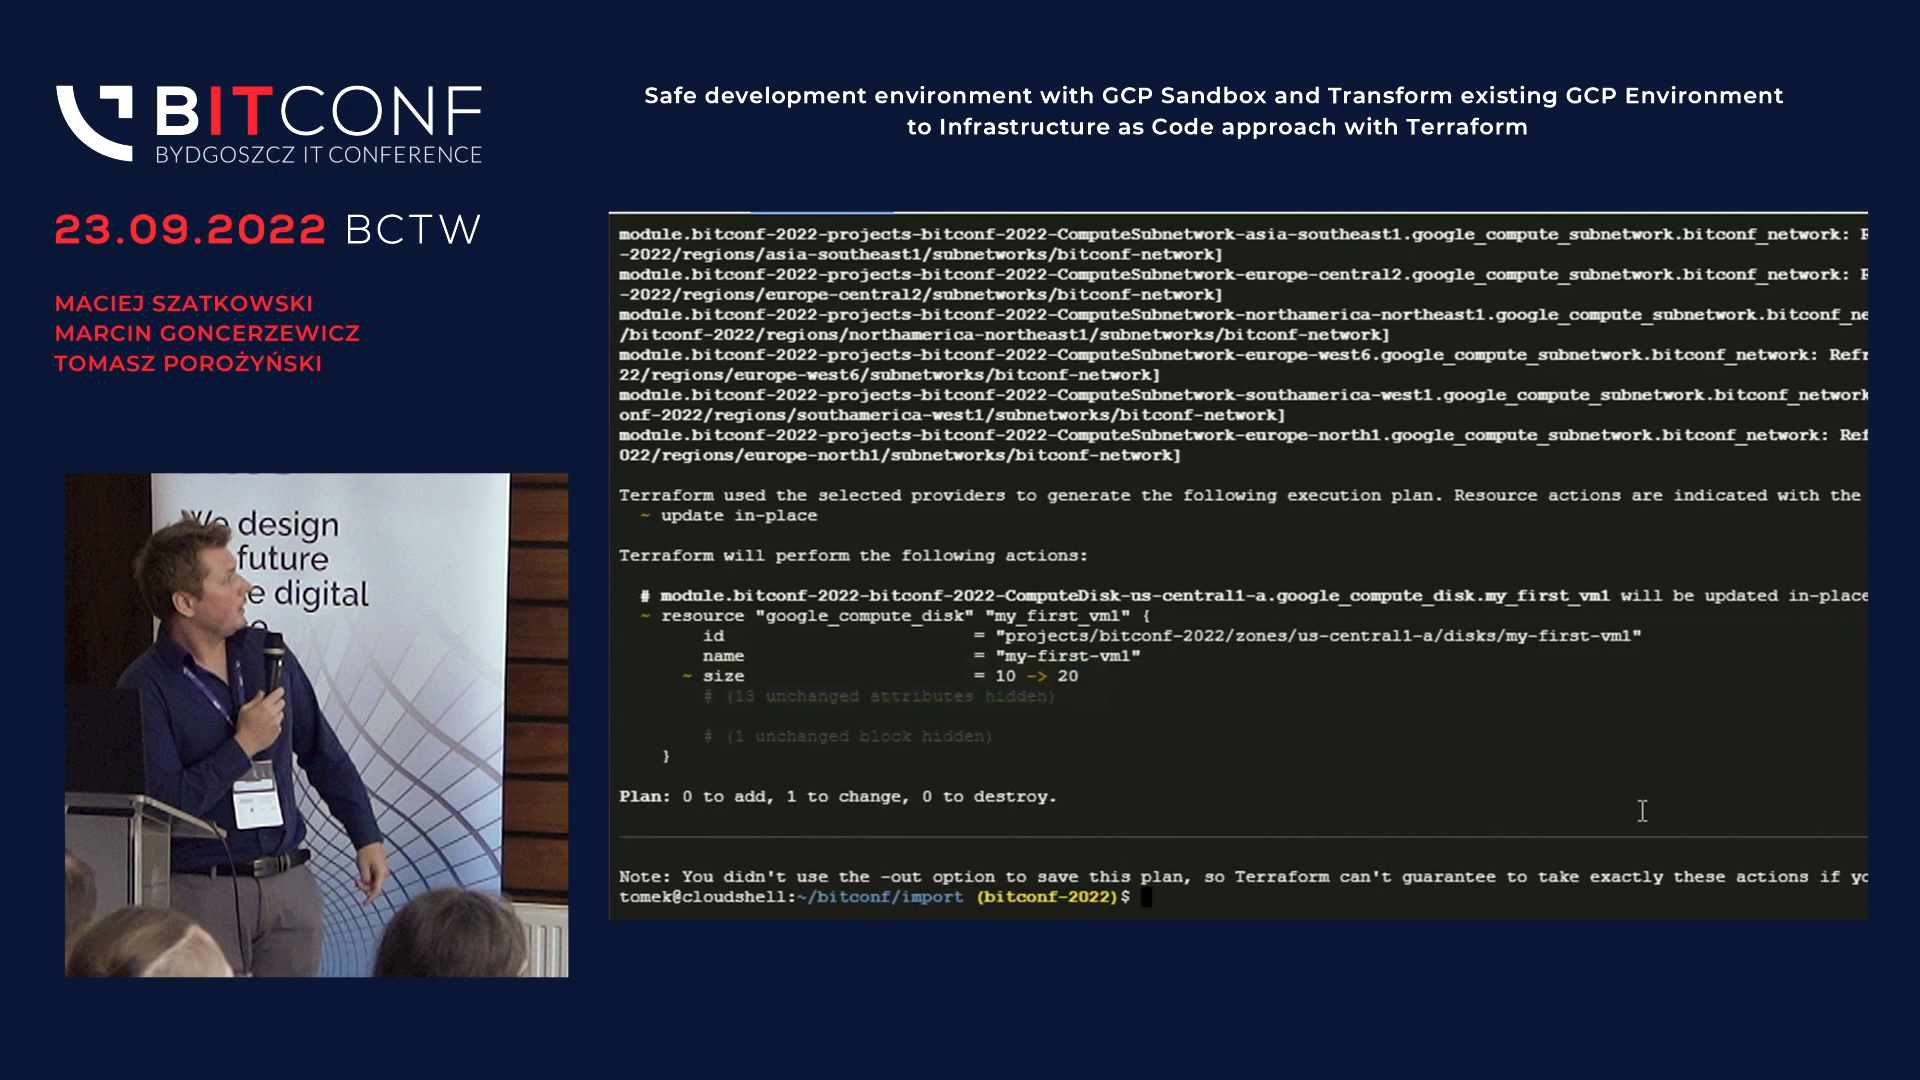 BITCONF
BYDGOSZCZ IT CONFERENCE
23.09.2022 BCTW
MACIEJ SZATKOWSKI
MARCIN GONCERZEWICZ
TOMASZ POROŻYŃSKI
Safe development environment with GCP Sandbox and Transform existing GCP Environment
to Infrastructure as Code approach with Terraform
We design
future
e digital
module.bitconf-2022-projects-bitconf-2022-ComputeSubnetwork-asia-southeast1.google_compute_subnetwork.bitconf_network: R
-2022/regions/asia-southeast1/subnetworks/bitconf-network]
module.bitconf-2022-projects-bitconf-2022-ComputeSubnetwork-europe-central2.google_compute_subnetwork.bitconf_network: R
-2022/regions/europe-central2/subnetworks/bitconf-network]
module.bitconf-2022-projects-bitconf-2022-ComputeSubnetwork-northamerica-northeast1.google_compute_subnetwork.bitconf_ne
/bitconf-2022/regions/northamerica-northeast1/subnetworks/bitconf-network]
module.bitconf-2022-projects-bitconf-2022-ComputeSubnetwork-europe-west6.google_compute_subnetwork.bitconf_network: Refr
22/regions/europe-west6/subnetworks/bitconf-network]
module.bitconf-2022-projects-bitconf-2022-ComputeSubnetwork-southamerica-west1.google_compute_subnetwork.bitconf_network
onf-2022/regions/southamerica-west1/subnetworks/bitconf-network]
module.bitconf-2022-projects-bitconf-2022-ComputeSubnetwork-europe-north1.google_compute_subnetwork.bitconf_network: Ref
022/regions/europe-north1/subnetworks/bitconf-network]
Terraform used the selected providers to generate the following execution plan. Resource actions are indicated with the
~ update in-place
Terraform will perform the following actions:
# module.bitconf-2022-bitconf-2022-ComputeDisk-us-central1-a.google_compute_disk.my_first_vm1 will be updated in-place
~ resource "google_compute_disk" "my_first_vm1" {
id = "projects/bitconf-2022/zones/us-central1-a/disks/my-first-vm1"
name = "my-first-vm1"
~ size = 10 -> 20
# (13 unchanged attributes hidden)
# (1 unchanged block hidden)
}
Plan: 0 to add, 1 to change, 0 to destroy.
Note: You didn't use the -out option to save this plan, so Terraform can't guarantee to take exactly these actions if yo
tomek@cloudshell:~/bitconf/import (bitconf-2022)$